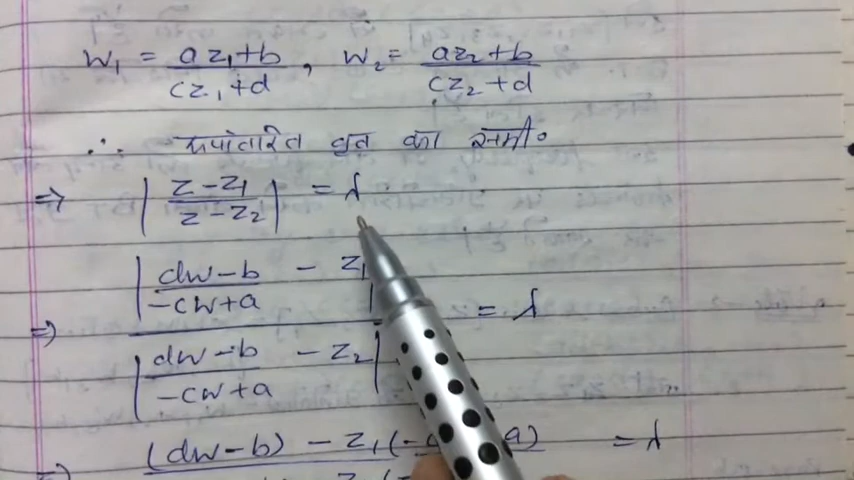 w₁ = az₁+b / cz₁+d , w₂ = az₂+b / cz₂+d
∴ रूपांतरित वृत का समी०
⇒ | z-z₁ / z-z₂ | = λ
⇒ | dw-b / -cw+a - z₁ | / | dw-b / -cw+a - z₂ | = λ
(dw-b) - z₁(- a) = λ